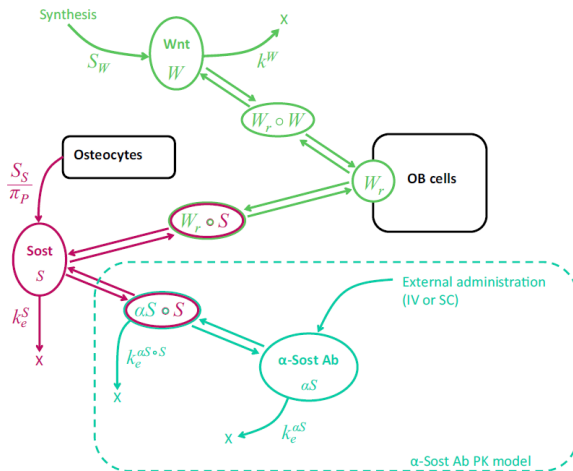 Synthesis
X
Wnt
W
S_W
k^W
W_r ∘ W
Osteocytes
OB cells
W_r
S_S
π_P
W_r ∘ S
Sost
S
External administration
(IV or SC)
αS ∘ S
k_e^S
k_e^{αS∘S}
α-Sost Ab
αS
X
X
X
k_e^{αS}
α-Sost Ab PK model